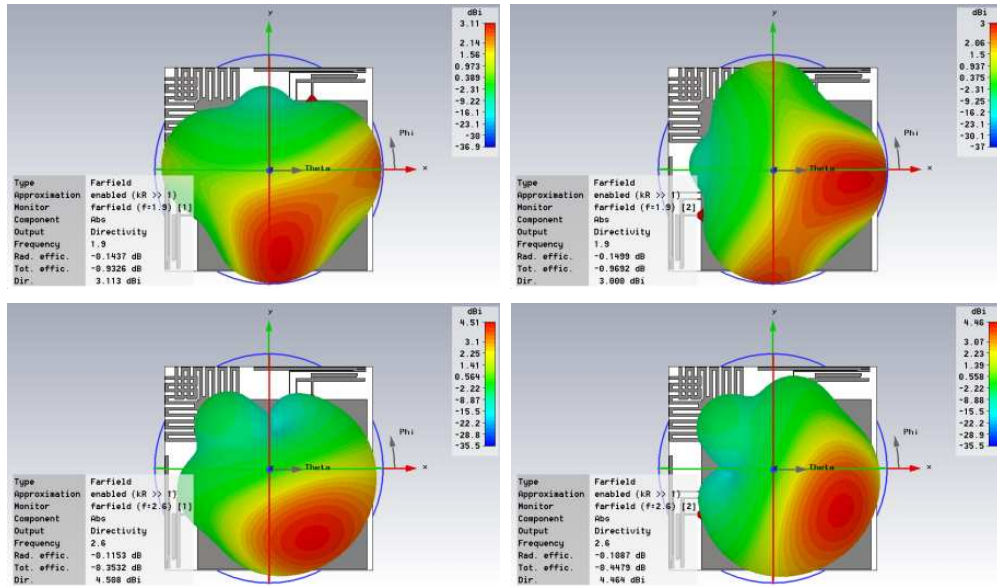 y
dBi
3.11
2.14
1.56
0.973
0.389
-2.31
-9.25
-16.2
-23.1
-30
-36.9
Phi
Theta
x
Type Farfield
Approximation enabled (kR >> 1)
Monitor farfield (f=1.9) [1]
Component Abs
Output Directivity
Frequency 1.9
Rad. effic. -0.1437 dB
Tot. effic. -0.9326 dB
Dir. 3.113 dBi
y
dBi
3
2.06
1.5
0.937
0.375
-2.31
-9.25
-16.2
-23.1
-30.1
-37
Phi
Theta
x
Type Farfield
Approximation enabled (kR >> 1)
Monitor farfield (f=1.9) [2]
Component Abs
Output Directivity
Frequency 1.9
Rad. effic. -0.1499 dB
Tot. effic. -0.9692 dB
Dir. 3.000 dBi
y
dBi
4.51
3.1
2.25
1.41
0.564
-2.22
-8.87
-15.5
-22.2
-28.8
-35.5
Phi
Theta
x
Type Farfield
Approximation enabled (kR >> 1)
Monitor farfield (f=2.6) [1]
Component Abs
Output Directivity
Frequency 2.6
Rad. effic. -0.1153 dB
Tot. effic. -0.3532 dB
Dir. 4.508 dBi
y
dBi
4.46
3.07
2.23
1.39
0.558
-2.22
-8.88
-15.5
-22.2
-28.9
-35.5
Phi
Theta
x
Type Farfield
Approximation enabled (kR >> 1)
Monitor farfield (f=2.6) [2]
Component Abs
Output Directivity
Frequency 2.6
Rad. effic. -0.1087 dB
Tot. effic. -0.4479 dB
Dir. 4.464 dBi